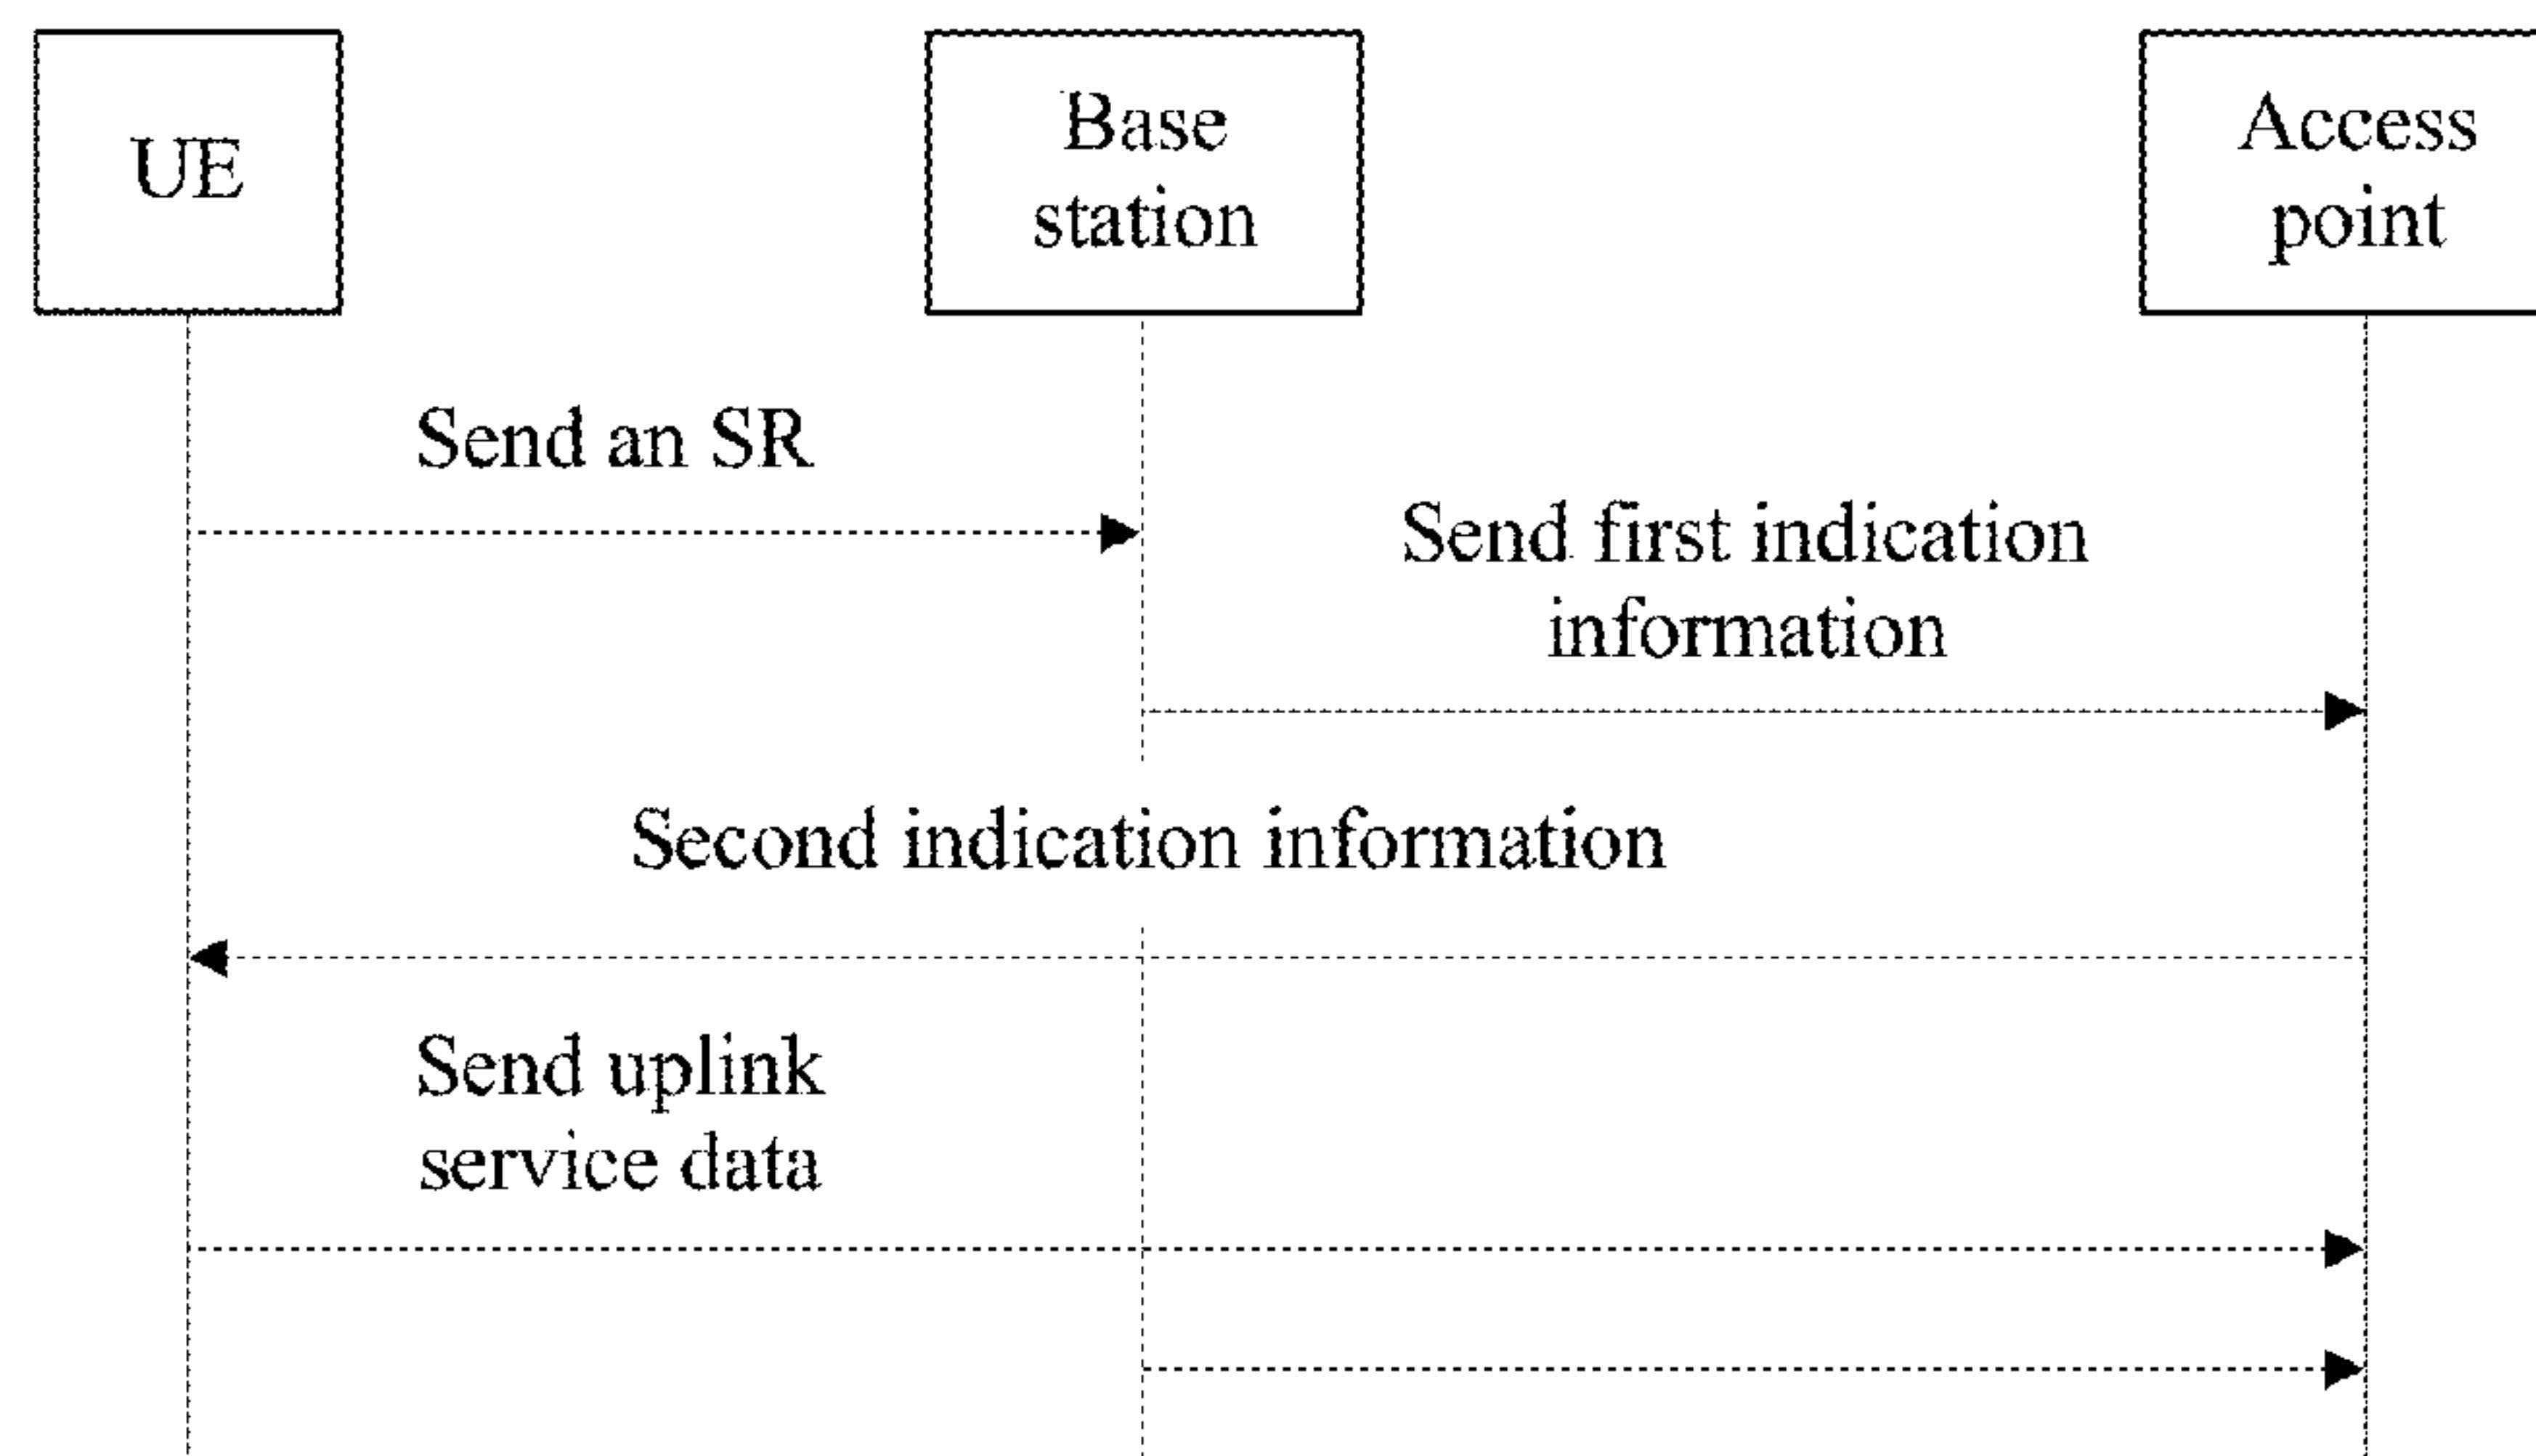 UE
Base
station
Access
point
Send an SR
Send first indication
information
Second indication information
Send uplink
service data